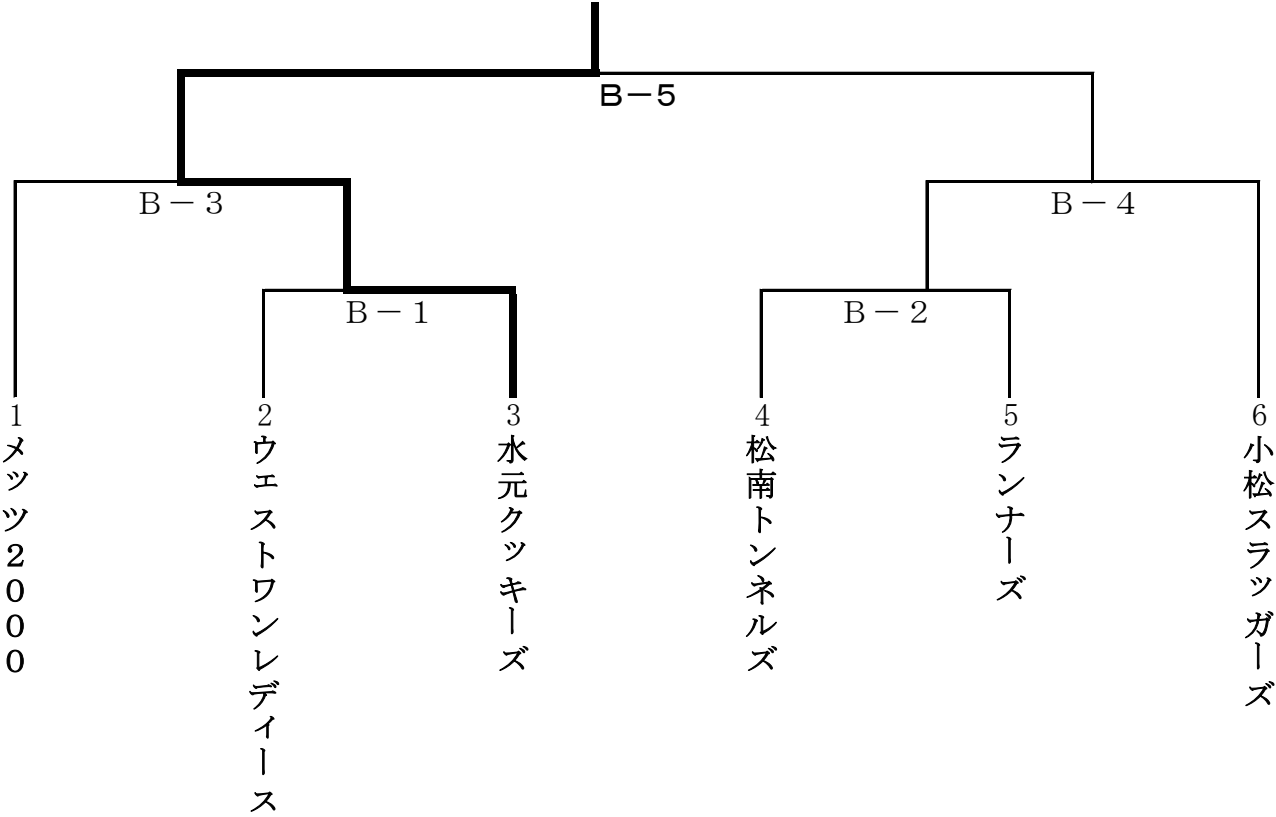 B－5
B－3
B－4
B－1
B－2
1
メッツ2000
2
ウェストワンレディース
3
水元クッキーズ
4
松南トンネルズ
5
ランナーズ
6
小松スラッガーズ